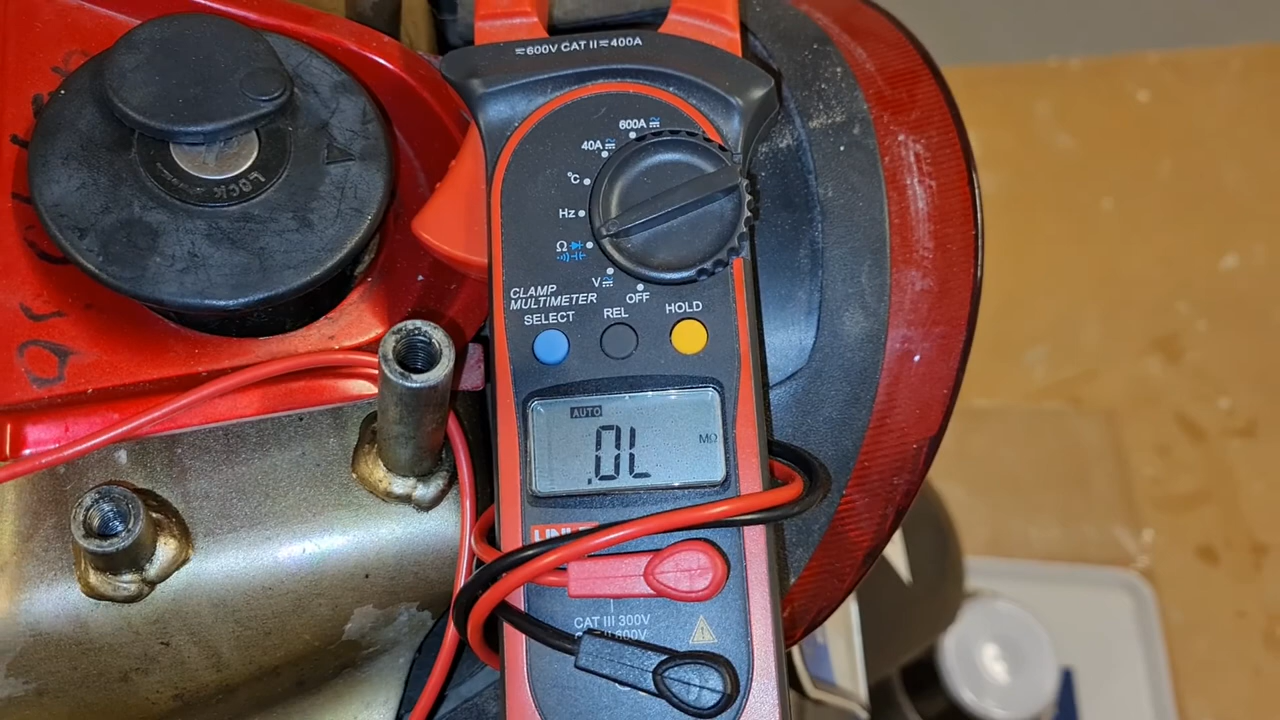 ≂600V CAT II≂400A
600A
40A
℃
Hz
Ω
V
OFF
CLAMP
MULTIMETER
SELECT
REL
HOLD
AUTO
.0L
MΩ
CAT III 300V
LOCK